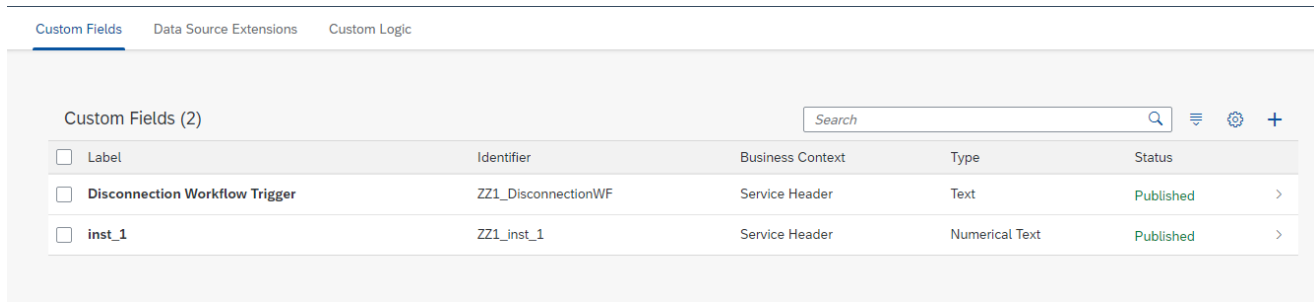 Custom Fields Data Source Extensions Custom Logic
Custom Fields (2) Search
Label Identifier Business Context Type Status
Disconnection Workflow Trigger ZZ1_DisconnectionWF Service Header Text Published
inst_1 ZZ1_inst_1 Service Header Numerical Text Published